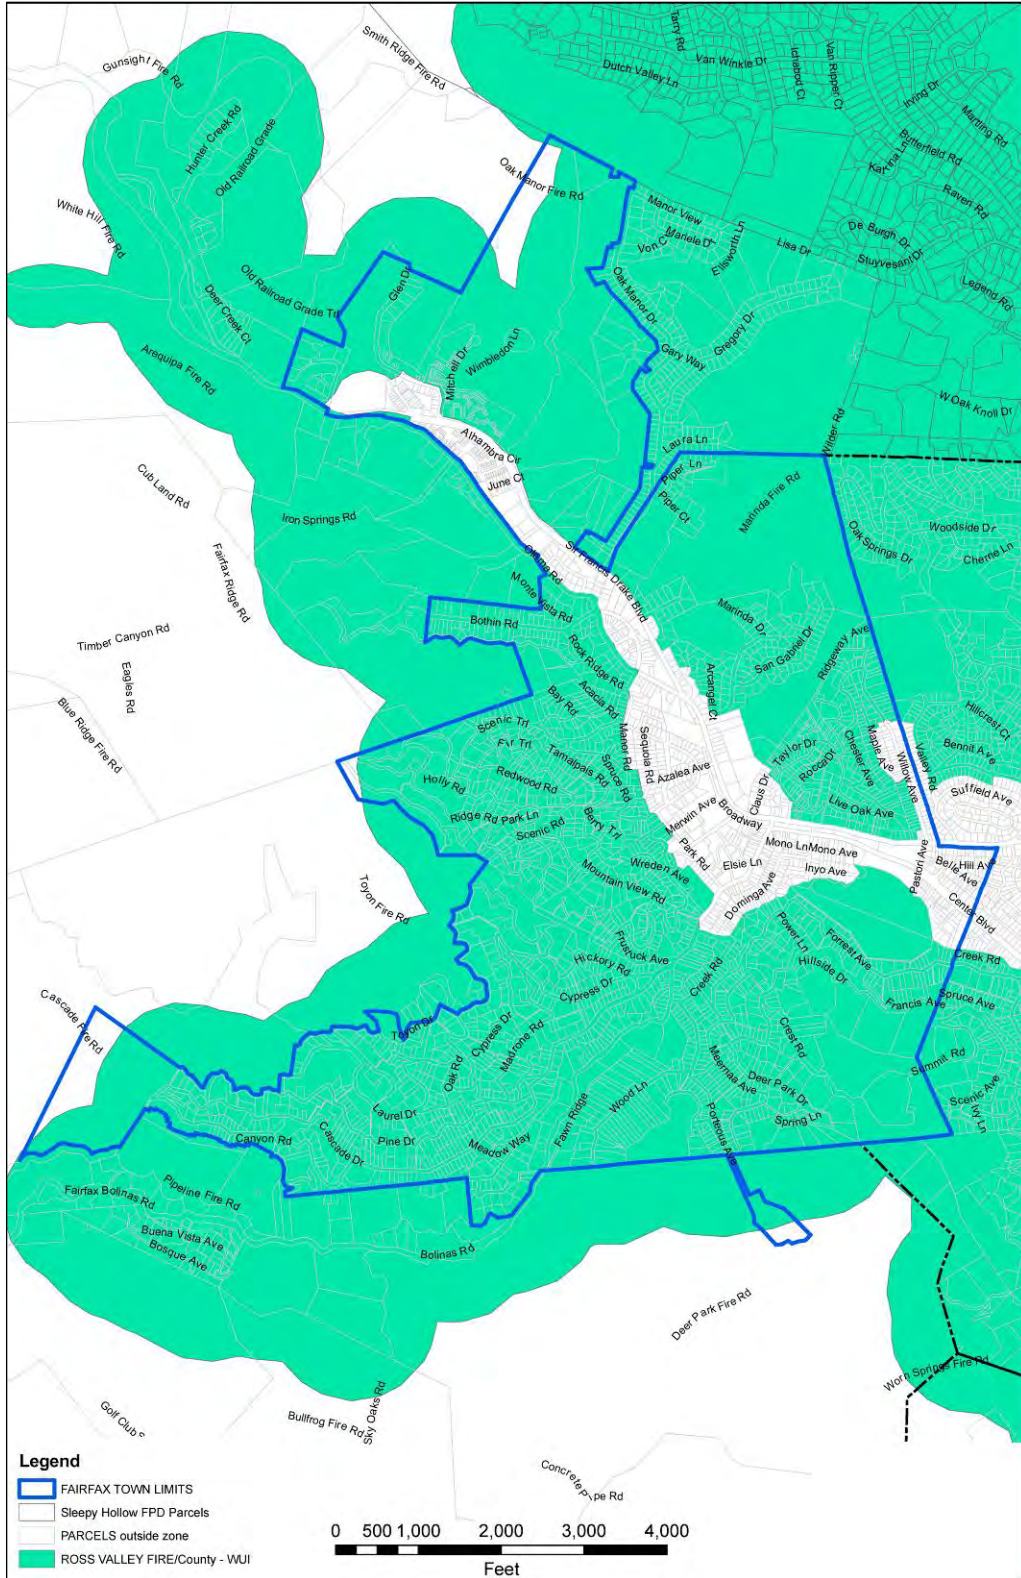 Smith Ridge Fire Rd
Gunsight Fire Rd
Tarry Rd
Van Winkle Dr
Ichabod Ct
Van Ripper Ct
Dutch Valley Ln
Irving Dr
Martling Rd
Butterfield Rd
Katrina Ln
Raven Rd
Hunter Creek Rd
Old Railroad Grade
Oak Manor Fire Rd
White Hill Fire Rd
Manor View
Mariele D
Von C
Ellsworth Ln
Lisa Dr
De Burgh Dr
Stuyvesant Dr
Legend Rd
Glen Dr
Old Railroad Grade Trl
Deer Creek Ct
Oak Manor Dr
Gregory Dr
Gary Way
Arequipa Fire Rd
Mitchell Dr
Wimbledon Ln
W Oak Knoll Dr
Alhambra Cir
June Ct
Laura Ln
Piper Ln
Piper Ct
Wilder Rd
Marinda Fire Rd
Cub Land Rd
Iron Springs Rd
Fairfax Ridge Rd
Oak Springs Dr
Woodside Dr
Cherrie Ln
Olema Rd
Sir Francis Drake Blvd
Monte Vista Rd
Bothin Rd
Rock Ridge Rd
Marinda Dr
San Gabriel Dr
Ridgeway Ave
Timber Canyon Rd
Eagles Rd
Blue Ridge Fire Rd
Arcangel Ct
Acacia Rd
Bay Rd
Scenic Trl
Fir Trl
Tamalpais Rd
Spruce Rd
Manor Rd
Sequoia Rd
Azalea Ave
Hillcrest Ct
Bennit Ave
Valley Rd
Willow Ave
Maple Ave
Chester Ave
Rocca Dr
Taylor Dr
Claus Dr
Suffield Ave
Holly Rd
Redwood Rd
Ridge Rd
Park Ln
Scenic Rd
Berry Trl
Merwin Ave
Broadway
Live Oak Ave
Mono Ln
Mono Ave
Park Rd
Elsie Ln
Inyo Ave
Pastori Ave
Belle Ave
Hill Ave
Center Blvd
Wreden Ave
Mountain View Rd
Dominga Ave
Toyon Fire Rd
Power Ln
Forrest Ave
Frustuck Ave
Hickory Rd
Cypress Dr
Creek Rd
Hillside Dr
Creek Rd
Francis Ave
Spruce Ave
Cascade Fire Rd
Toyon Dr
Cypress Dr
Madrone Rd
Oak Rd
Crest Rd
Summit Rd
Scenic Ave
Ivy Ln
Meernaa Ave
Deer Park Dr
Spring Ln
Wood Ln
Fawn Ridge
Porteous Ave
Laurel Dr
Pine Dr
Cascade Dr
Canyon Rd
Meadow Way
Fairfax Bolinas Rd
Pipeline Fire Rd
Buena Vista Ave
Bosque Ave
Bolinas Rd
Deer Park Fire Rd
Worn Springs Fire Rd
Golf Club S
Bullfrog Fire Rd
Sky Oaks Rd
Concrete P pe Rd
Legend
FAIRFAX TOWN LIMITS
Sleepy Hollow FPD Parcels
PARCELS outside zone
ROSS VALLEY FIRE/County - WUI
0 500 1,000 2,000 3,000 4,000
Feet